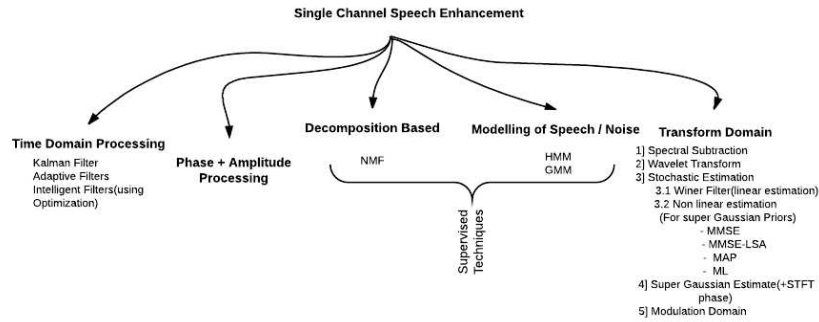 Single Channel Speech Enhancement
Time Domain Processing
Kalman Filter
Adaptive Filters
Intelligent Filters(using
Optimization)
Phase + Amplitude
Processing
Decomposition Based
NMF
Modelling of Speech / Noise
HMM
GMM
Supervised
Techniques
Transform Domain
1] Spectral Subtraction
2] Wavelet Transform
3] Stochastic Estimation
3.1 Winer Filter(linear estimation)
3.2 Non linear estimation
(For super Gaussian Priors)
- MMSE
- MMSE-LSA
- MAP
- ML
4] Super Gaussian Estimate(+STFT
phase)
5] Modulation Domain